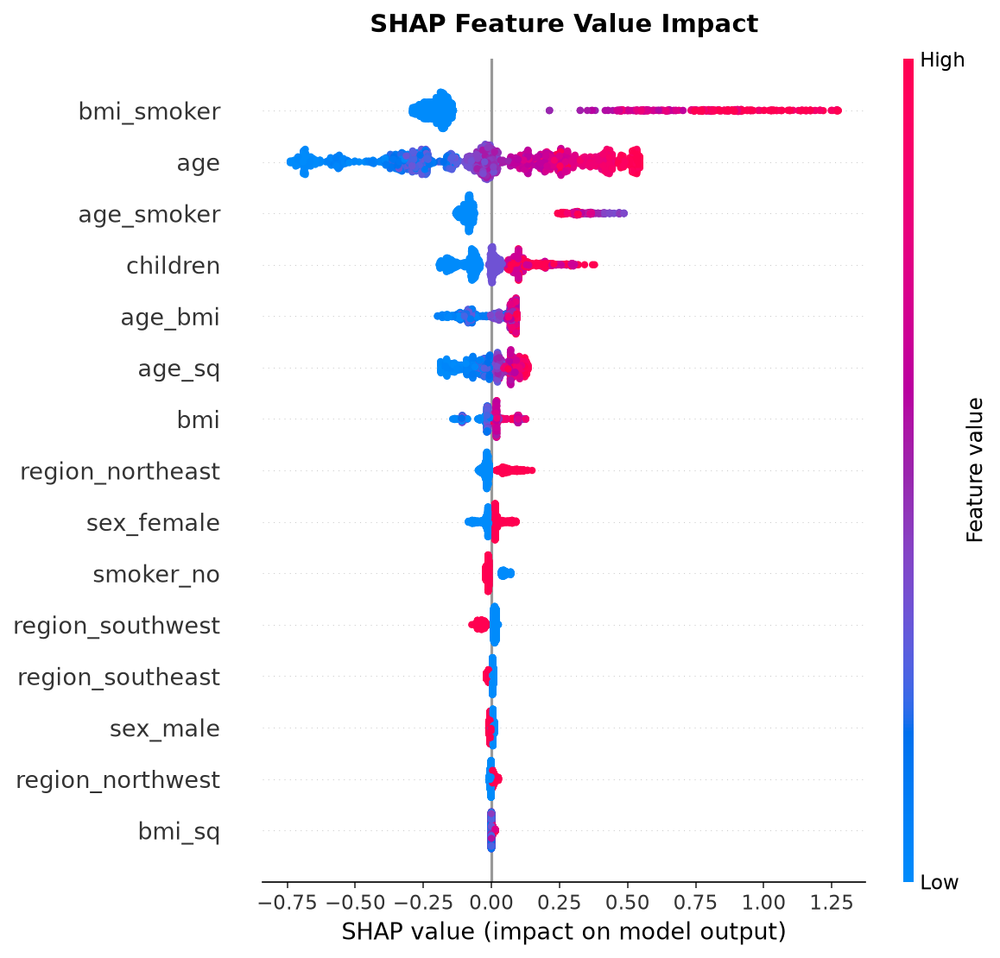 SHAP Feature Value Impact
High
bmi_smoker
age
age_smoker
children
age_bmi
age_sq
bmi
region_northeast
sex_female
smoker_no
region_southwest
region_southeast
sex_male
region_northwest
bmi_sq
Feature value
Low
−0.75 −0.50 −0.25 0.00 0.25 0.50 0.75 1.00 1.25
SHAP value (impact on model output)